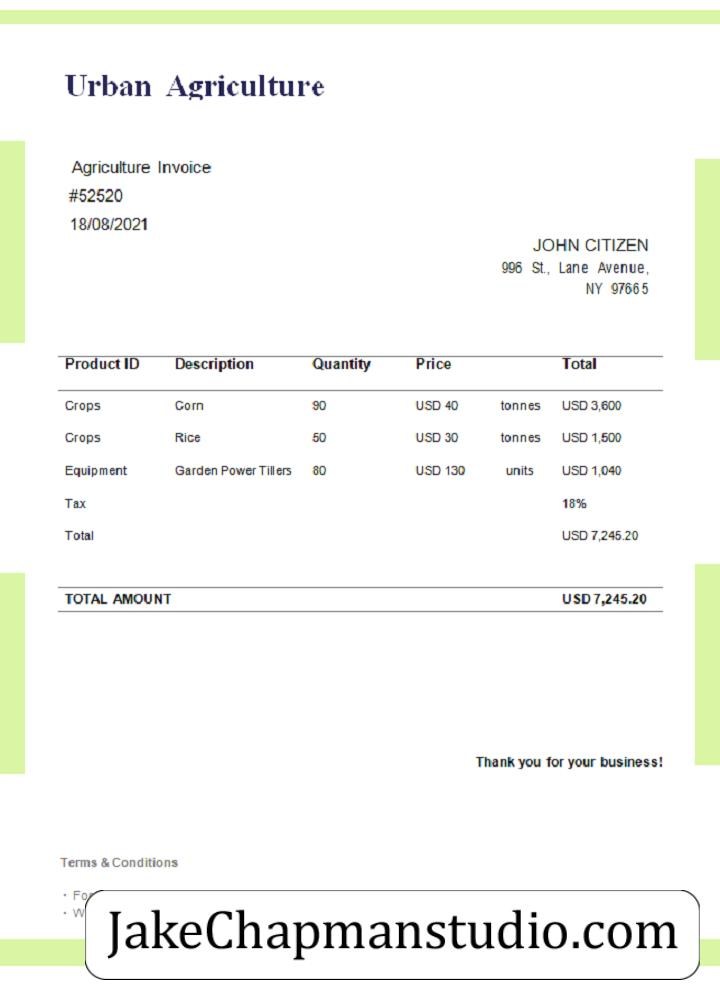 Urban Agriculture
Agriculture Invoice
#52520
18/08/2021
JOHN CITIZEN
996 St., Lane Avenue,
NY 97665
Product ID Description Quantity Price Total
Crops Corn 90 USD 40 tonnes USD 3,600
Crops Rice 50 USD 30 tonnes USD 1,500
Equipment Garden Power Tillers 80 USD 130 units USD 1,040
Tax 18%
Total USD 7,245.20
TOTAL AMOUNT USD 7,245.20
Thank you for your business!
Terms & Conditions
JakeChapmanstudio.com